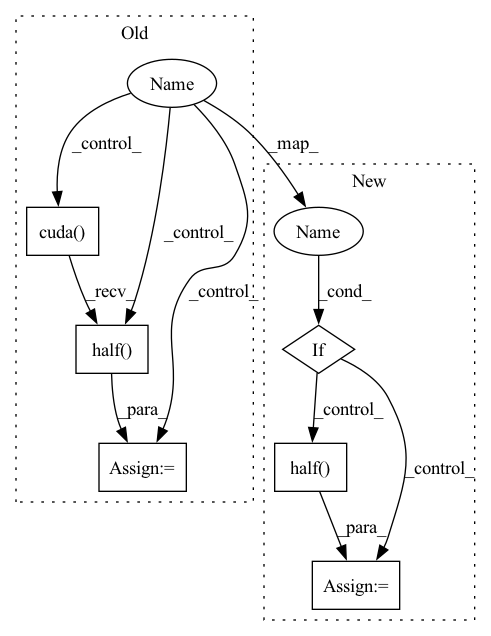 Old
Name
_control_
_map_
New
cuda()
_control_
Name
_recv_
_control_
_cond_
half()
If
_para_
_control_
Assign:=
half()
_control_
_para_
Assign:=